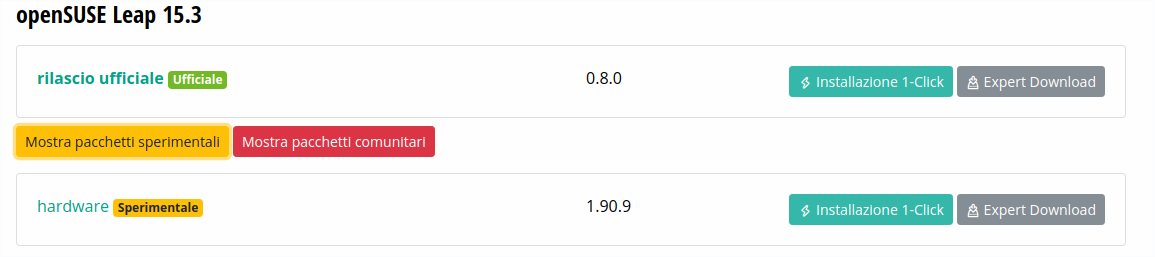 openSUSE Leap 15.3
rilascio ufficiale Ufficiale 0.8.0 Installazione 1-Click Expert Download
Mostra pacchetti sperimentali Mostra pacchetti comunitari
hardware Sperimentale 1.90.9 Installazione 1-Click Expert Download